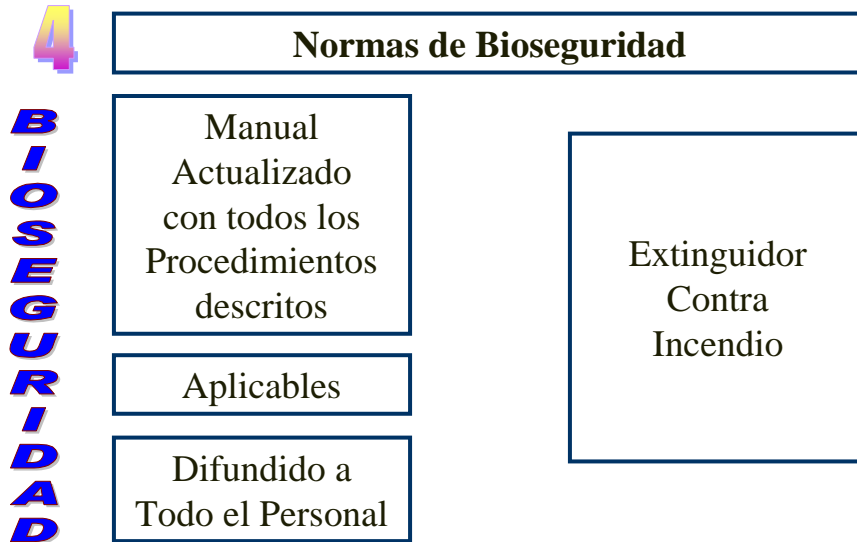 4
Normas de Bioseguridad
BIOSEGURIDAD
Manual
Actualizado
con todos los
Procedimientos
descritos
Aplicables
Difundido a
Todo el Personal
Extinguidor
Contra
Incendio